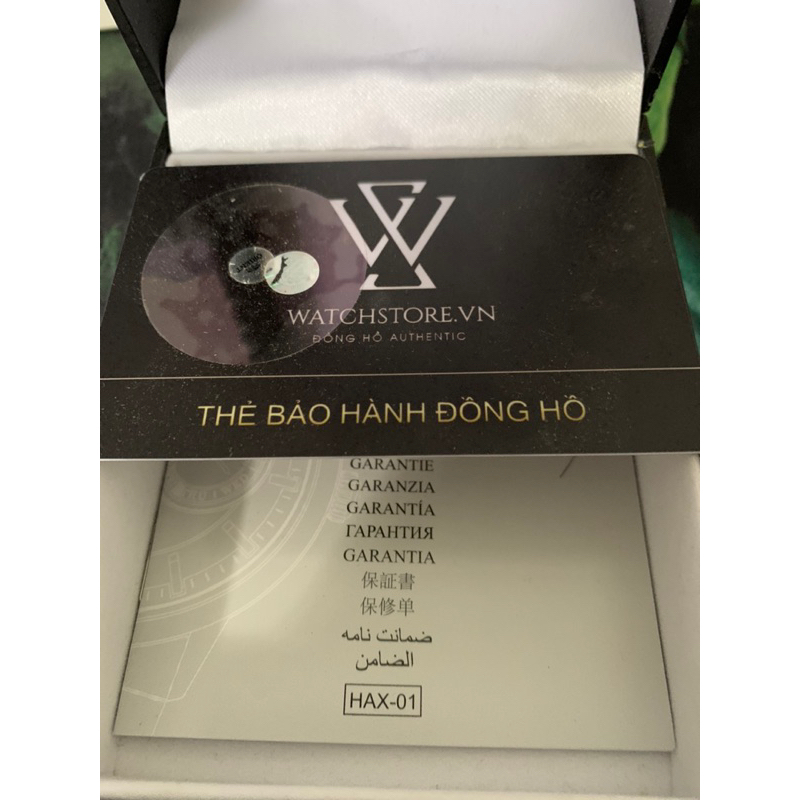 WATCHSTORE.VN
ĐỒNG HỒ AUTHENTIC
THẺ BẢO HÀNH ĐỒNG HỒ
GARANTIE
GARANZIA
GARANTÍA
ГАРАНТИЯ
GARANTIA
保証書
保修单
ضمانت نامه
الضامن
HAX-01